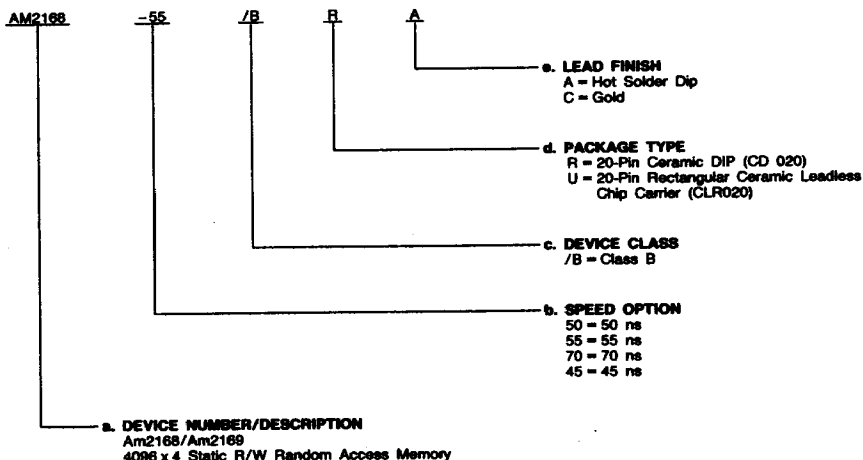 AM2168 -55 /B R A
e. LEAD FINISH
A = Hot Solder Dip
C = Gold
d. PACKAGE TYPE
R = 20-Pin Ceramic DIP (CD 020)
U = 20-Pin Rectangular Ceramic Leadless
Chip Carrier (CLR020)
c. DEVICE CLASS
/B = Class B
b. SPEED OPTION
50 = 50 ns
55 = 55 ns
70 = 70 ns
45 = 45 ns
a. DEVICE NUMBER/DESCRIPTION
Am2168/Am2169
4096 x 4 Static R/W Random Access Memory